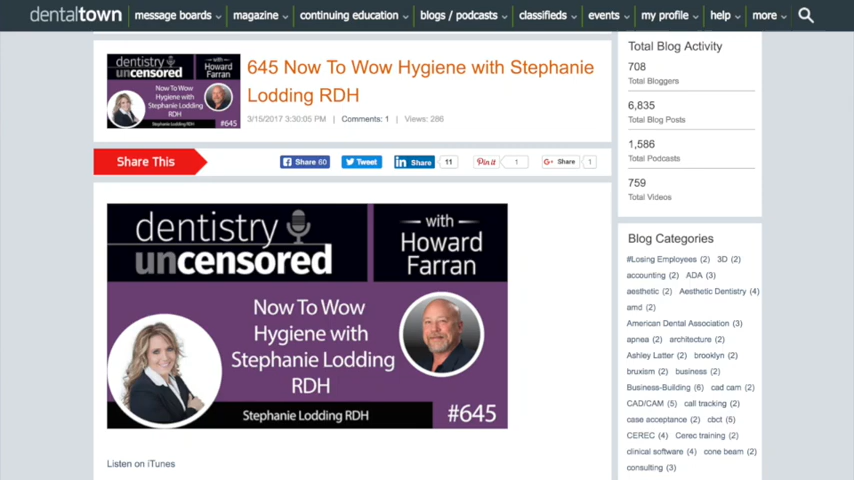 dentaltown
message boards
magazine
continuing education
blogs / podcasts
classifieds
events
my profile
help
more
dentistry
uncensored
with
Howard
Farran
Now To Wow
Hygiene with
Stephanie Lodding
RDH
Stephanie Lodding RDH
#645
645 Now To Wow Hygiene with Stephanie
Lodding RDH
3/15/2017 3:30:05 PM | Comments: 1 | Views: 286
Share This
Share 60
Tweet
in Share 11
Pin it 1
G+ Share 1
dentistry
uncensored
with
Howard
Farran
Now To Wow
Hygiene with
Stephanie Lodding
RDH
Stephanie Lodding RDH
#645
Listen on iTunes
Total Blog Activity
708
Total Bloggers
6,835
Total Blog Posts
1,586
Total Podcasts
759
Total Videos
Blog Categories
#Losing Employees (2) 3D (2)
accounting (2) ADA (3)
aesthetic (2) Aesthetic Dentistry (4)
amd (2)
American Dental Association (3)
apnea (2) architecture (2)
Ashley Latter (2) brooklyn (2)
bruxism (2) business (2)
Business-Building (6) cad cam (2)
CAD/CAM (5) call tracking (2)
case acceptance (2) cbct (5)
CEREC (4) Cerec training (2)
clinical software (4) cone beam (2)
consulting (3)